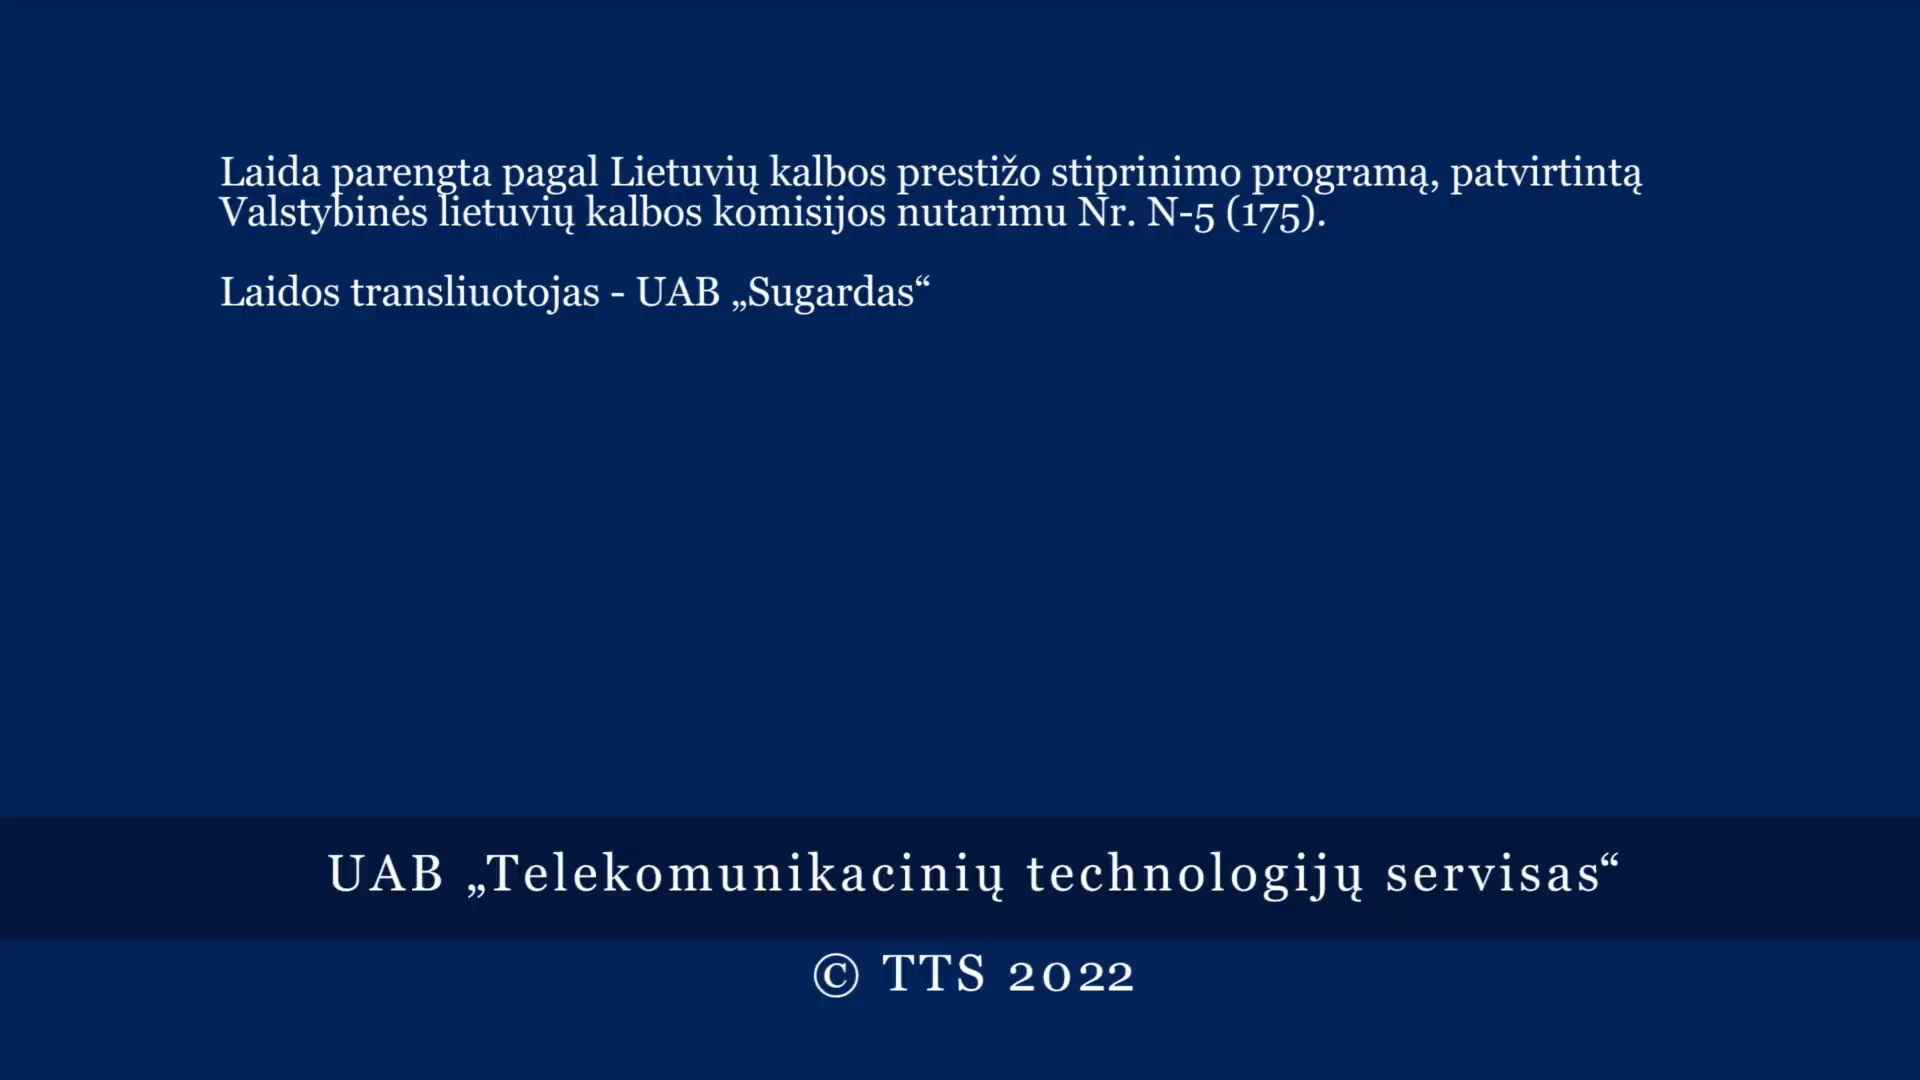 Laida parengta pagal Lietuvių kalbos prestižo stiprinimo programą, patvirtintą
Valstybinės lietuvių kalbos komisijos nutarimu Nr. N-5 (175).
Laidos transliuotojas - UAB „Sugardas“
UAB „Telekomunikacinių technologijų servisas“
© TTS 2022